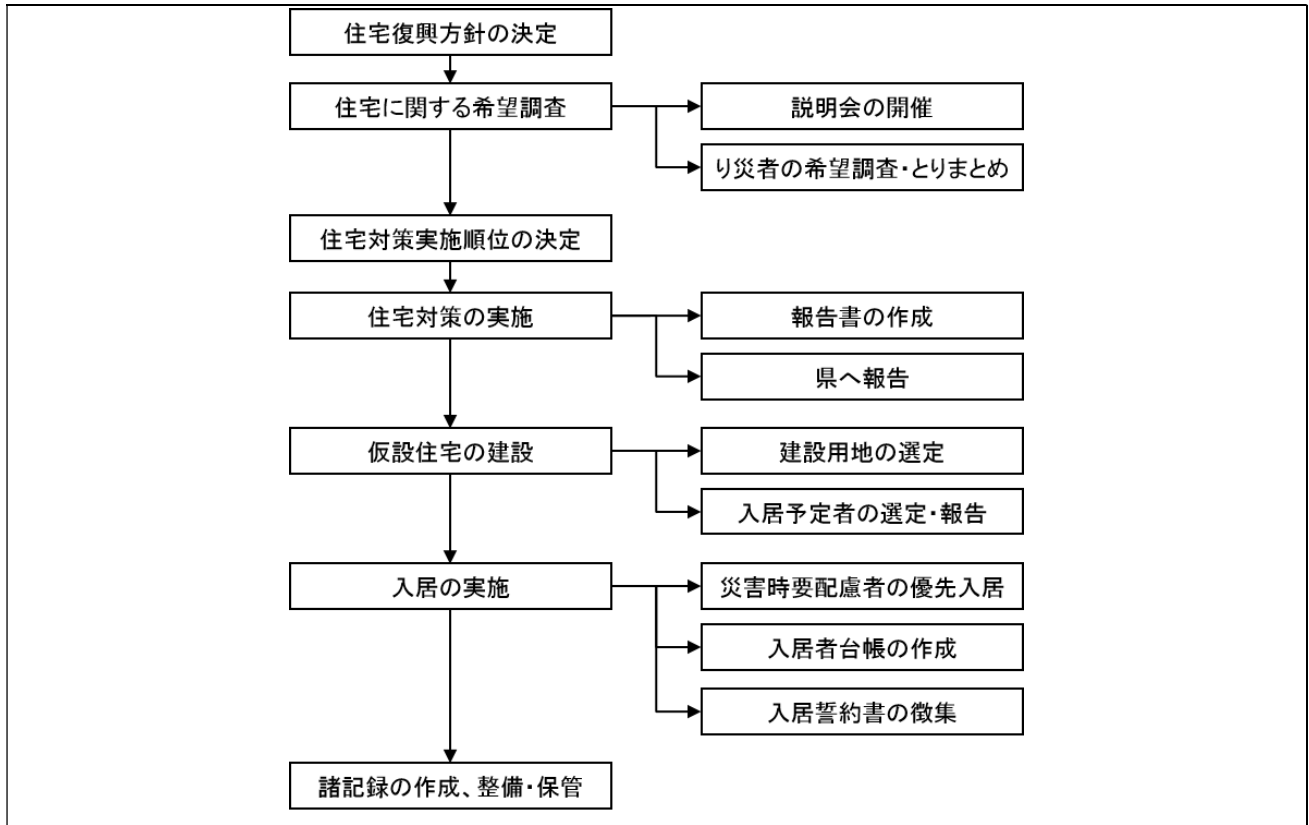 住宅復興方針の決定
住宅に関する希望調査
説明会の開催
り災者の希望調査・とりまとめ
住宅対策実施順位の決定
住宅対策の実施
報告書の作成
県へ報告
仮設住宅の建設
建設用地の選定
入居予定者の選定・報告
入居の実施
災害時要配慮者の優先入居
入居者台帳の作成
入居誓約書の徴集
諸記録の作成、整備・保管